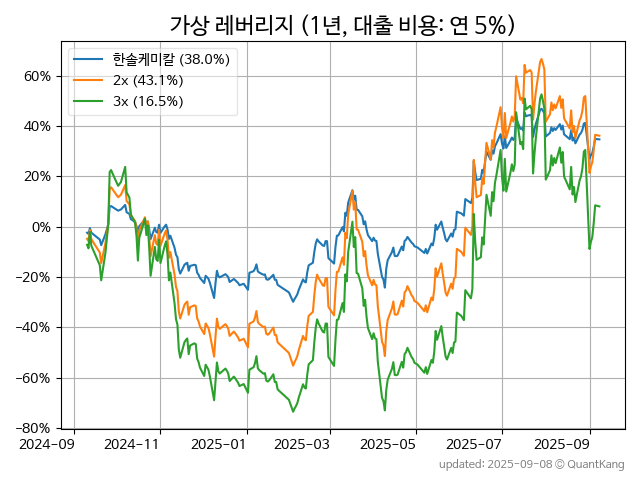 가상 레버리지 (1년, 대출 비용: 연 5%)
한솔케미칼 (38.0%)
2x (43.1%)
3x (16.5%)
60%
40%
20%
0%
−20%
−40%
−60%
−80%
2024-09 2024-11 2025-01 2025-03 2025-05 2025-07 2025-09
updated: 2025-09-08 © QuantKang